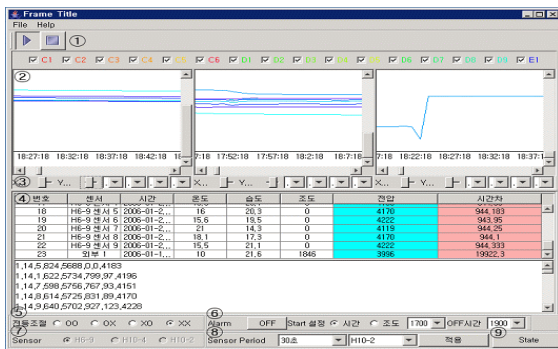 Frame Title
File Help
①
C1 C2 C3 C4 C5 C6 D1 D2 D3 D4 D5 D6 D7 D8 D9 E1
②
18:27:18 18:32:18 18:37:18 18:42:18 17:52:18 17:57:18 18:2:18 18:7:18 18:22:18 18:27:18 18:32:18 18:37:1
③ Y... X... Y... X... Y...
④ 번호 센서 시간 온도 습도 조도 전압 시간차
18 H6-9 센서 5 2006-01-2,.. 16 20,3 0 4170 944,183
19 H6-9 센서 6 2006-01-2,.. 15,6 19,5 0 4222 943,95
20 H6-9 센서 7 2006-01-2,.. 21 14,3 0 4119 944,25
21 H6-9 센서 8 2006-01-2,.. 18,1 17,3 0 4170 944,1
22 H6-9 센서 9 2006-01-2,.. 15,5 21,1 0 4222 944,333
23 외부 1 2006-01-1,.. 10 21,6 1846 3996 19922,3
1,14,5,824,5688,0,0,4183
1,14,1,622,5734,799,97,4196
1,14,7,598,5756,767,93,4151
1,14,8,614,5725,831,89,4170
1,14,9,640,5702,927,123,4228
⑤ ⑥
전등조절 OO OX XO XX Alarm OFF Start 설정 시간 조도 1700 OFF시간 1900
⑦ ⑧ ⑨
Sensor H6-9 H10-4 H10-2 Sensor Period 30초 H10-2 적용 State